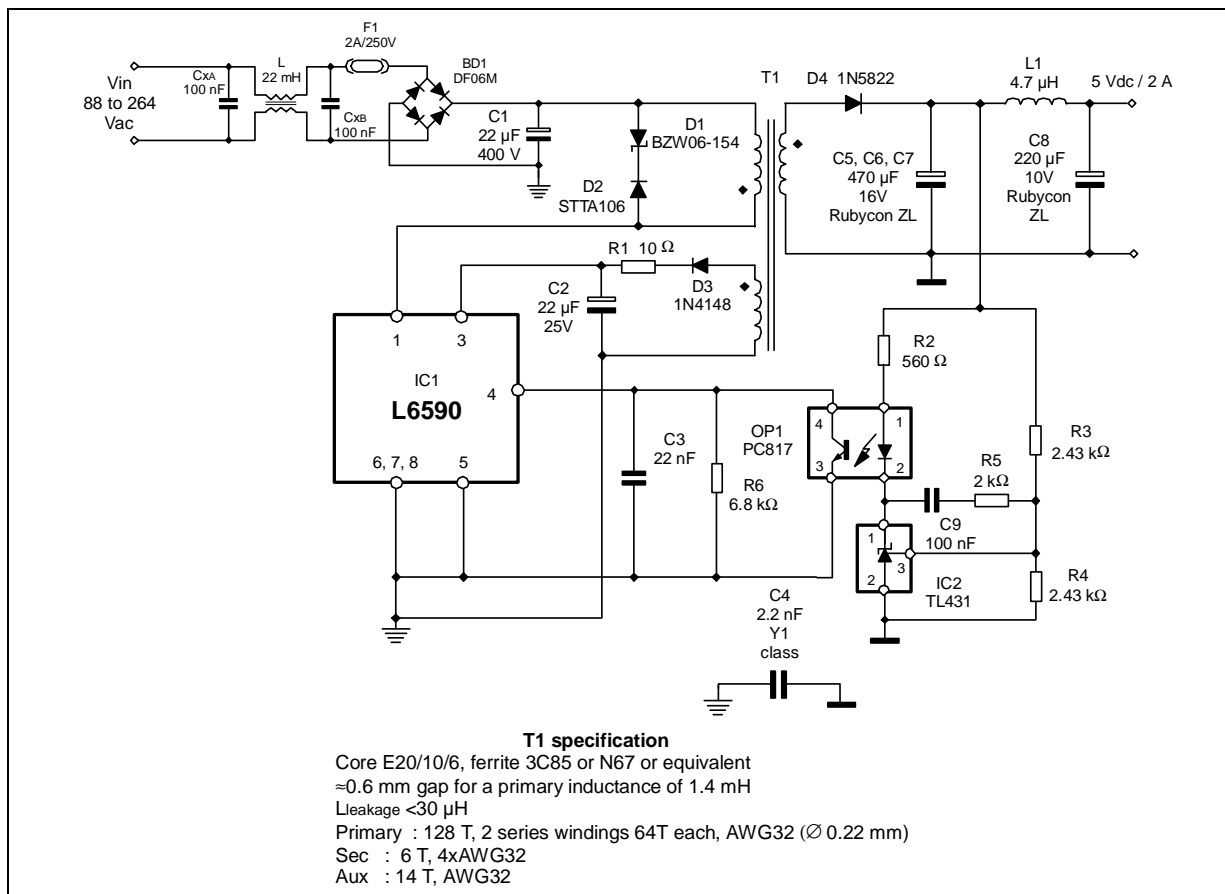 F1
2A/250V
L
22 mH
CxA
100 nF
Vin
88 to 264
Vac
CxB
100 nF
BD1
DF06M
C1
22 µF
400 V
D1
BZW06-154
D2
STTA106
T1
D4 1N5822
L1
4.7 µH
5 Vdc / 2 A
C5, C6, C7
470 µF
16V
Rubycon ZL
C8
220 µF
10V
Rubycon
ZL
R1 10 Ω
D3
1N4148
C2
22 µF
25V
1
3
IC1
L6590
4
6, 7, 8
5
C3
22 nF
R6
6.8 kΩ
OP1
PC817
4
3
1
2
R2
560 Ω
R3
2.43 kΩ
R5
2 kΩ
C9
100 nF
1
2
3
IC2
TL431
R4
2.43 kΩ
C4
2.2 nF
Y1
class
T1 specification
Core E20/10/6, ferrite 3C85 or N67 or equivalent
≈0.6 mm gap for a primary inductance of 1.4 mH
Lleakage <30 µH
Primary : 128 T, 2 series windings 64T each, AWG32 (∅ 0.22 mm)
Sec : 6 T, 4xAWG32
Aux : 14 T, AWG32